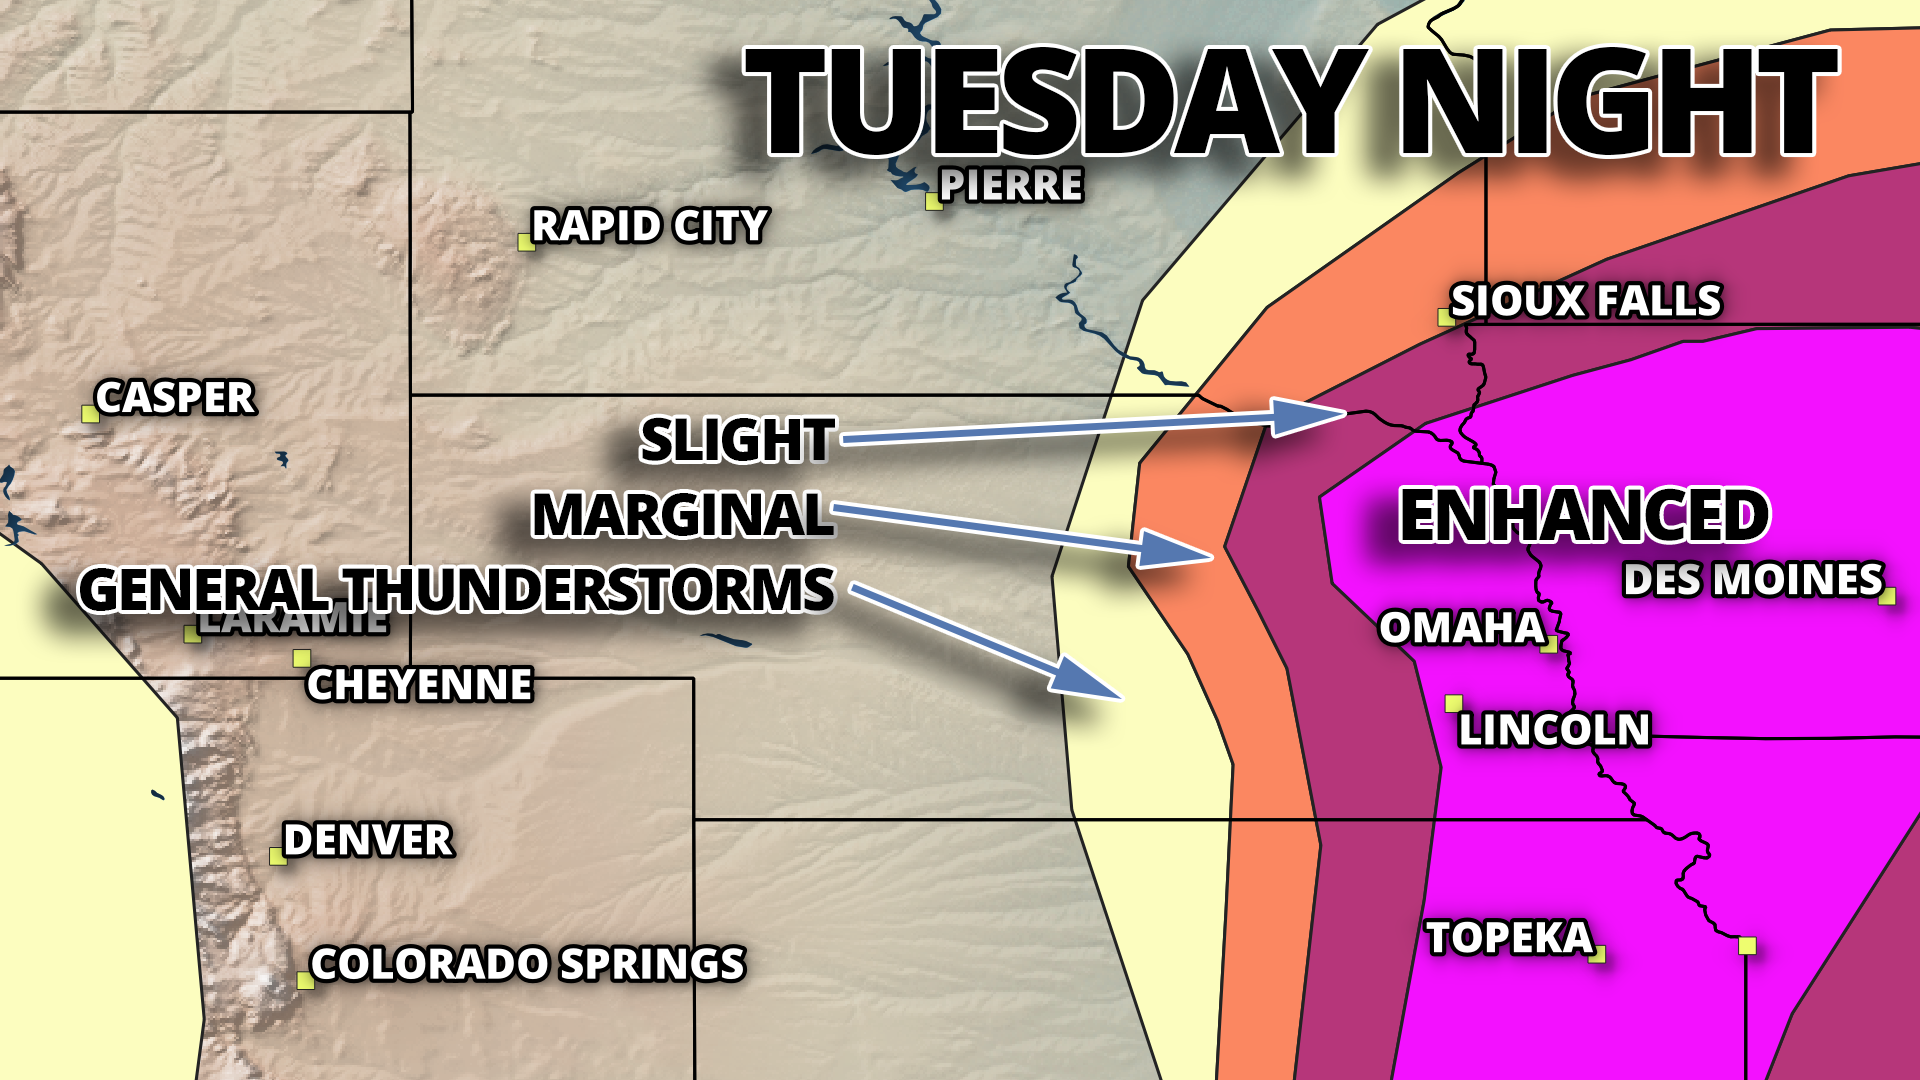 TUESDAY NIGHT
PIERRE
RAPID CITY
SIOUX FALLS
CASPER
SLIGHT
MARGINAL
ENHANCED
GENERAL THUNDERSTORMS
DES MOINES
LARAMIE
OMAHA
CHEYENNE
LINCOLN
DENVER
TOPEKA
COLORADO SPRINGS